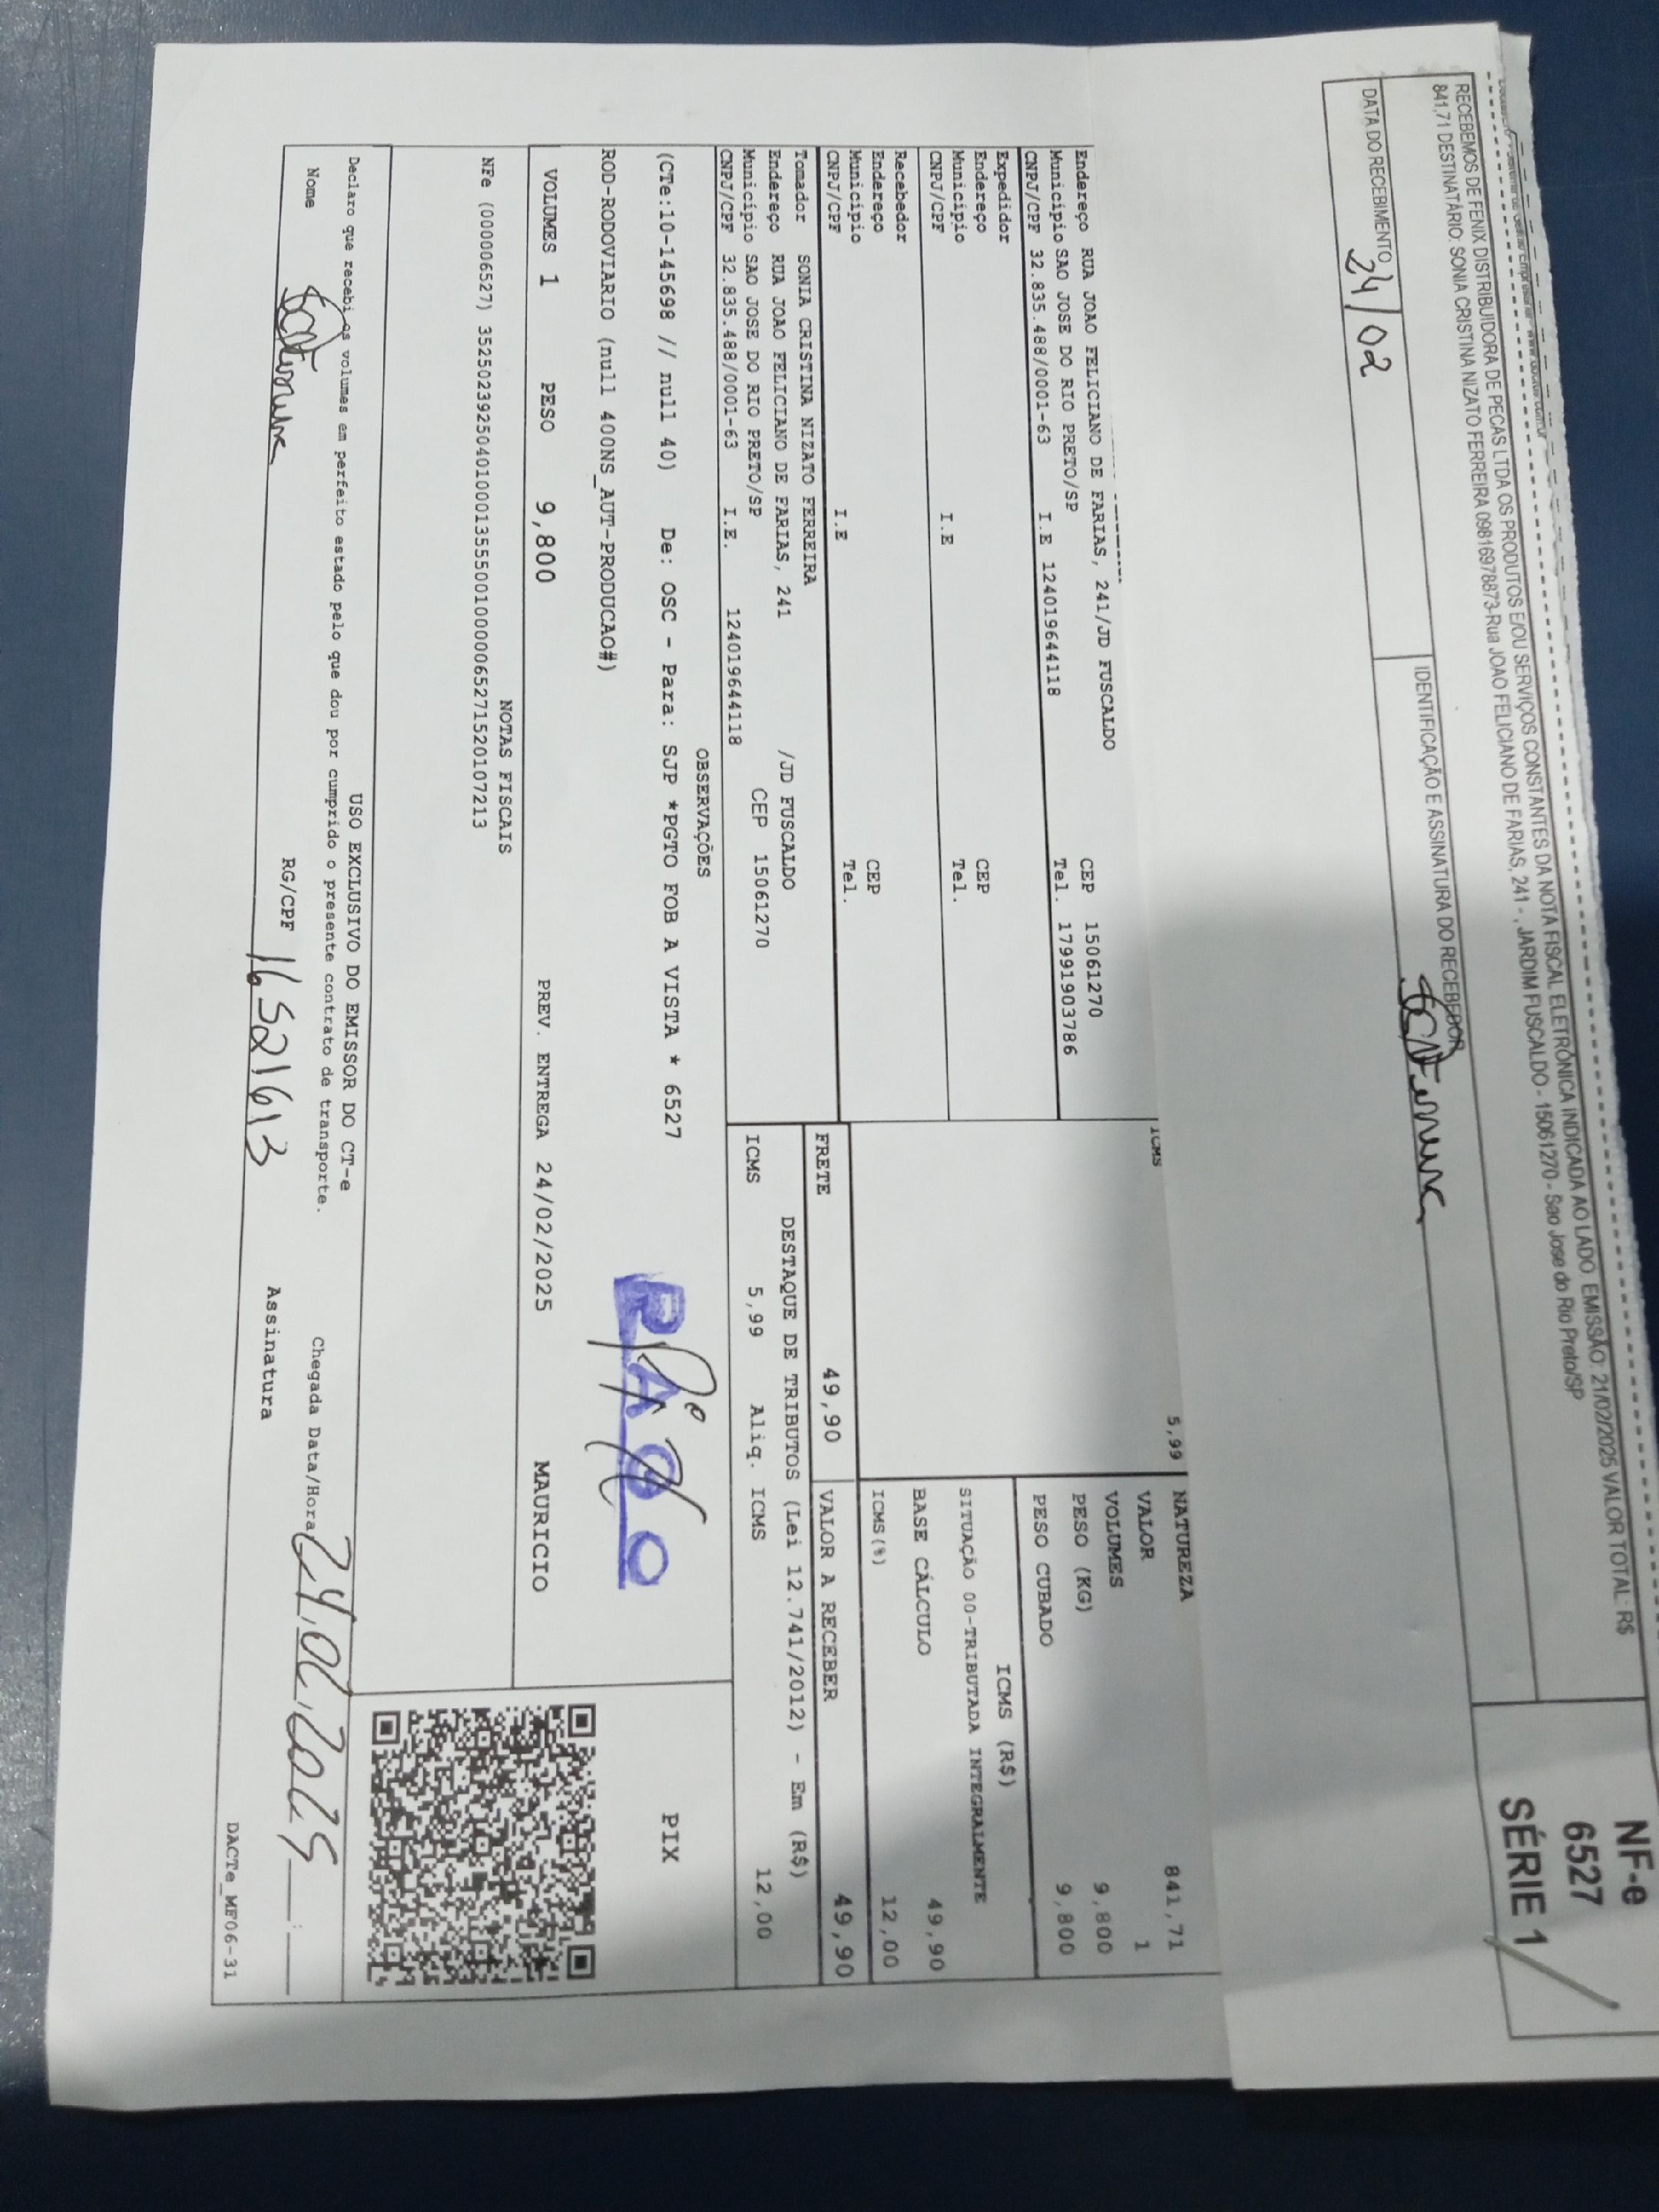 RECEBEMOS DE FENIX DISTRIBUIDORA DE PECAS LTDA OS PRODUTOS E/OU SERVIÇOS CONSTANTES DA NOTA FISCAL ELETRÔNICA INDICADA AO LADO. EMISSÃO: 21/02/2025 VALOR TOTAL: R$
841,71 DESTINATÁRIO: SONIA CRISTINA NIZATO FERREIRA 09816978873-Rua JOAO FELICIANO DE FARIAS, 241 - , JARDIM FUSCALDO - 15061270 - Sao Jose do Rio Preto/SP
NF-e
6527
SÉRIE 1
DATA DO RECEBIMENTO
24/02
IDENTIFICAÇÃO E ASSINATURA DO RECEBEDOR
Endereço RUA JOAO FELICIANO DE FARIAS, 241/JD FUSCALDO CEP 15061270
Municipio SAO JOSE DO RIO PRETO/SP Tel. 17991903786
CNPJ/CPF 32.835.488/0001-63 I.E 124019644118
Expedidor
Endereço CEP
Municipio Tel.
CNPJ/CPF I.E
Recebedor
Endereço CEP
Municipio Tel.
CNPJ/CPF I.E
Tomador SONIA CRISTINA NIZATO FERREIRA
Endereço RUA JOAO FELICIANO DE FARIAS, 241 /JD FUSCALDO
Municipio SAO JOSE DO RIO PRETO/SP CEP 15061270
CNPJ/CPF 32.835.488/0001-63 I.E. 124019644118
ICMS 5,99
NATUREZA
VALOR 841,71
VOLUMES 1
PESO (KG) 9,800
PESO CUBADO 9,800
ICMS (R$)
SITUAÇÃO 00-TRIBUTADA INTEGRALMENTE
BASE CÁLCULO 49,90
ICMS(%) 12,00
FRETE 49,90 VALOR A RECEBER 49,90
DESTAQUE DE TRIBUTOS (Lei 12.741/2012) - Em (R$)
ICMS 5,99 Aliq. ICMS 12,00
OBSERVAÇÕES
(CTe:10-145698 // null 40) De: OSC - Para: SJP *PGTO FOB A VISTA * 6527
ROD-RODOVIARIO (null 400NS_AUT-PRODUCAO#)
PAGO
PIX
VOLUMES 1 PESO 9,800 PREV. ENTREGA 24/02/2025 MAURICIO
NOTAS FISCAIS
NFe (000006527) 35250239250401000135550010000065271520107213
USO EXCLUSIVO DO EMISSOR DO CT-e
Declaro que recebi os volumes em perfeito estado pelo que dou por cumprido o presente contrato de transporte.
Chegada Data/Hora 24,02,2025 :
Nome RG/CPF 16521613 Assinatura
DACTe_MF06-31